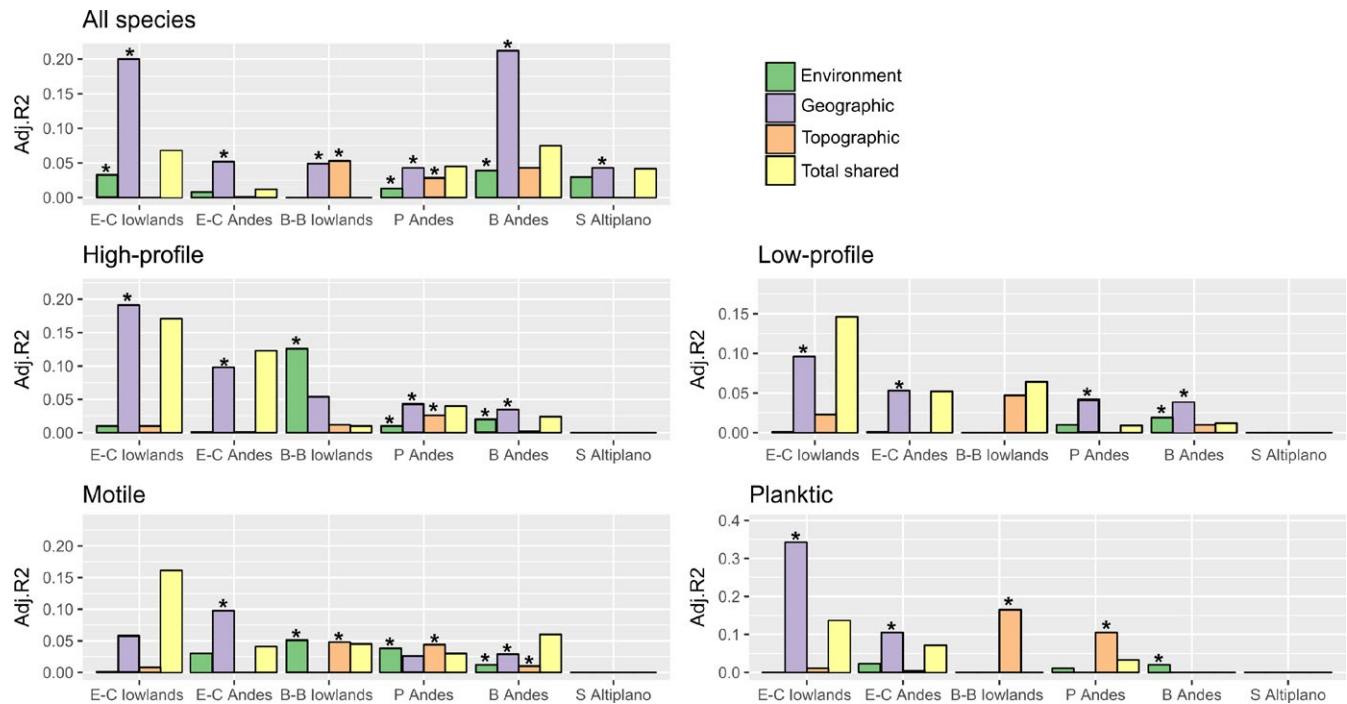 All species
Adj.R2
0.20
0.15
0.10
0.05
0.00
* * * * * * * * * * *
E-C lowlands E-C Andes B-B lowlands P Andes B Andes S Altiplano
Environment
Geographic
Topographic
Total shared
High-profile
Adj.R2
0.20
0.15
0.10
0.05
0.00
* * * * * * * *
E-C lowlands E-C Andes B-B lowlands P Andes B Andes S Altiplano
Low-profile
Adj.R2
0.15
0.10
0.05
0.00
* * * * *
E-C lowlands E-C Andes B-B lowlands P Andes B Andes S Altiplano
Motile
Adj.R2
0.20
0.15
0.10
0.05
0.00
* * * * * * * *
E-C lowlands E-C Andes B-B lowlands P Andes B Andes S Altiplano
Planktic
Adj.R2
0.4
0.3
0.2
0.1
0.0
* * * * *
E-C lowlands E-C Andes B-B lowlands P Andes B Andes S Altiplano